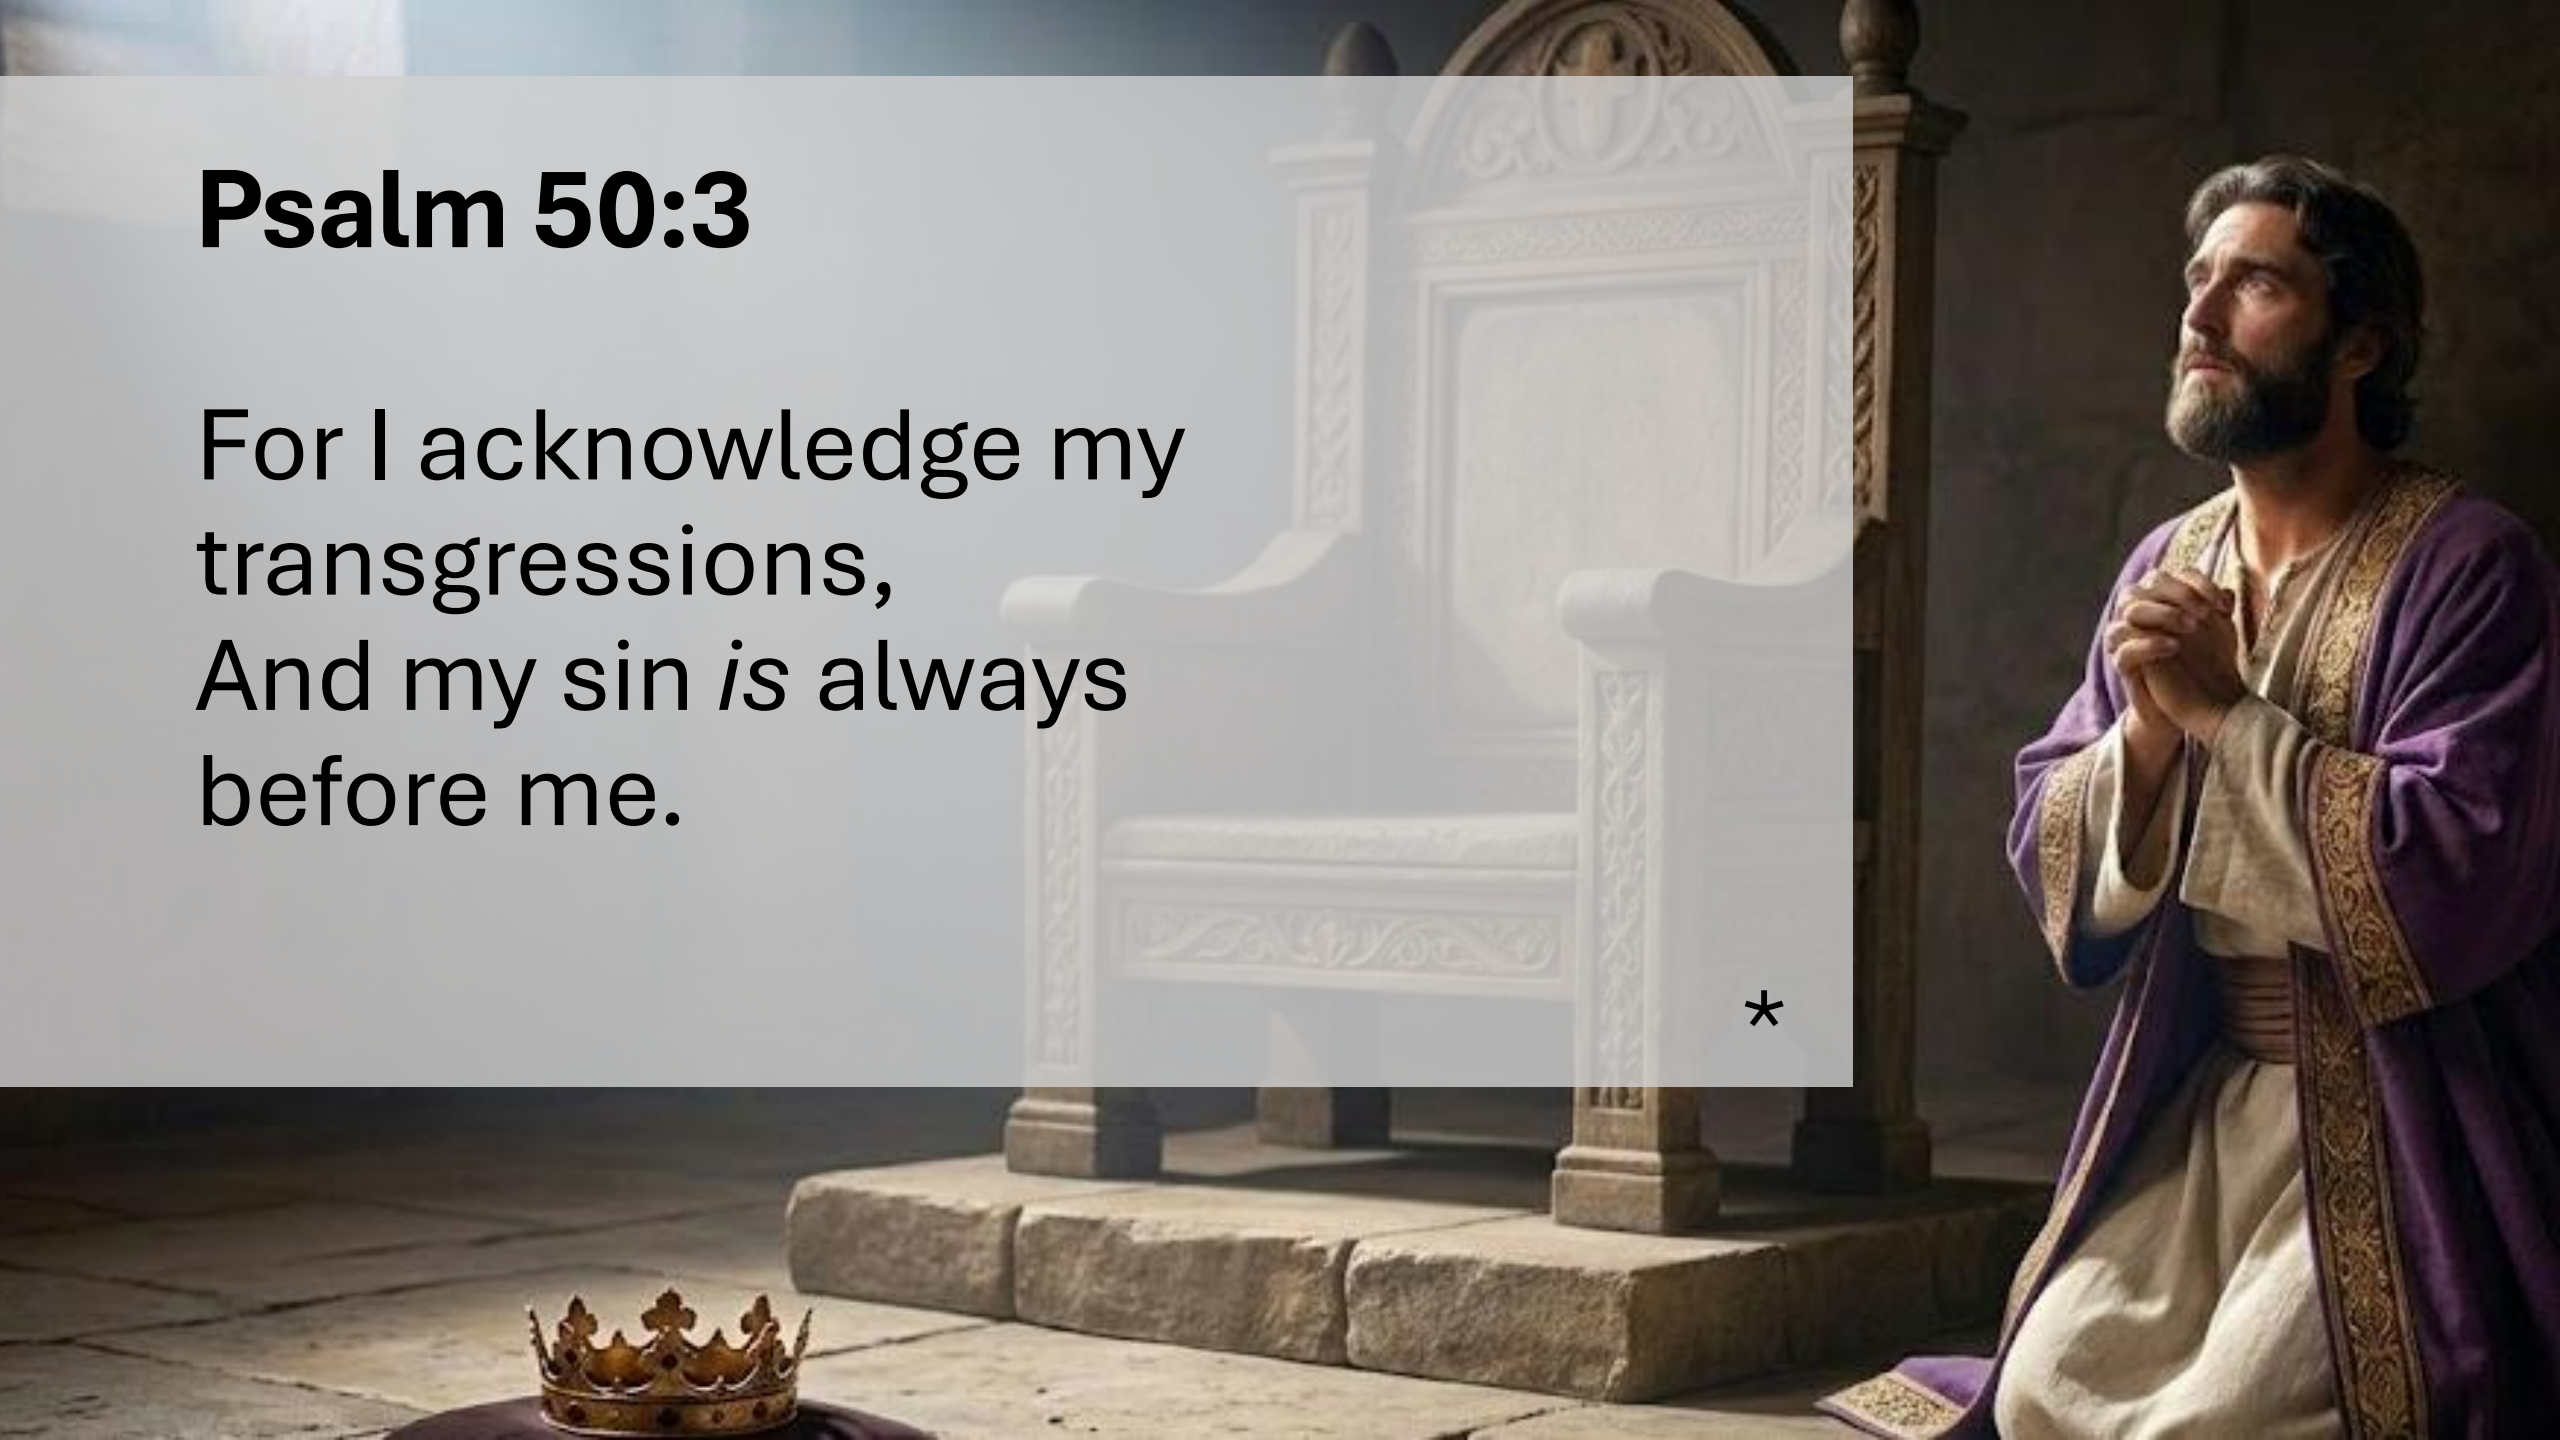 Psalm 50:3
For I acknowledge my
transgressions,
And my sin is always
before me.
*